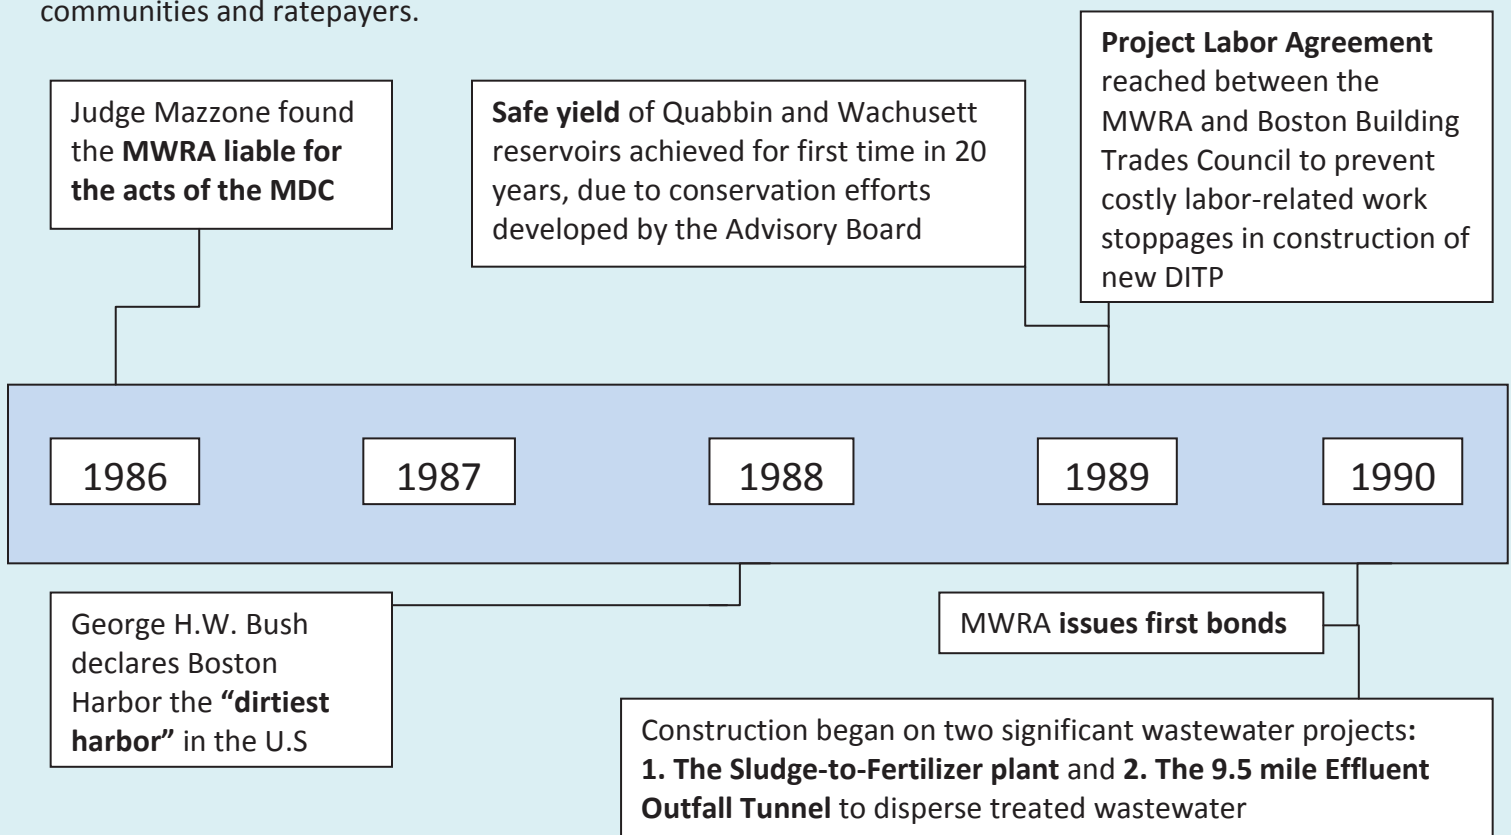 communities and ratepayers.
Judge Mazzone found
the MWRA liable for
the acts of the MDC
Safe yield of Quabbin and Wachusett
reservoirs achieved for first time in 20
years, due to conservation efforts
developed by the Advisory Board
Project Labor Agreement
reached between the
MWRA and Boston Building
Trades Council to prevent
costly labor-related work
stoppages in construction of
new DITP
1986
1987
1988
1989
1990
George H.W. Bush
declares Boston
Harbor the “dirtiest
harbor” in the U.S
MWRA issues first bonds
Construction began on two significant wastewater projects:
1. The Sludge-to-Fertilizer plant and 2. The 9.5 mile Effluent
Outfall Tunnel to disperse treated wastewater